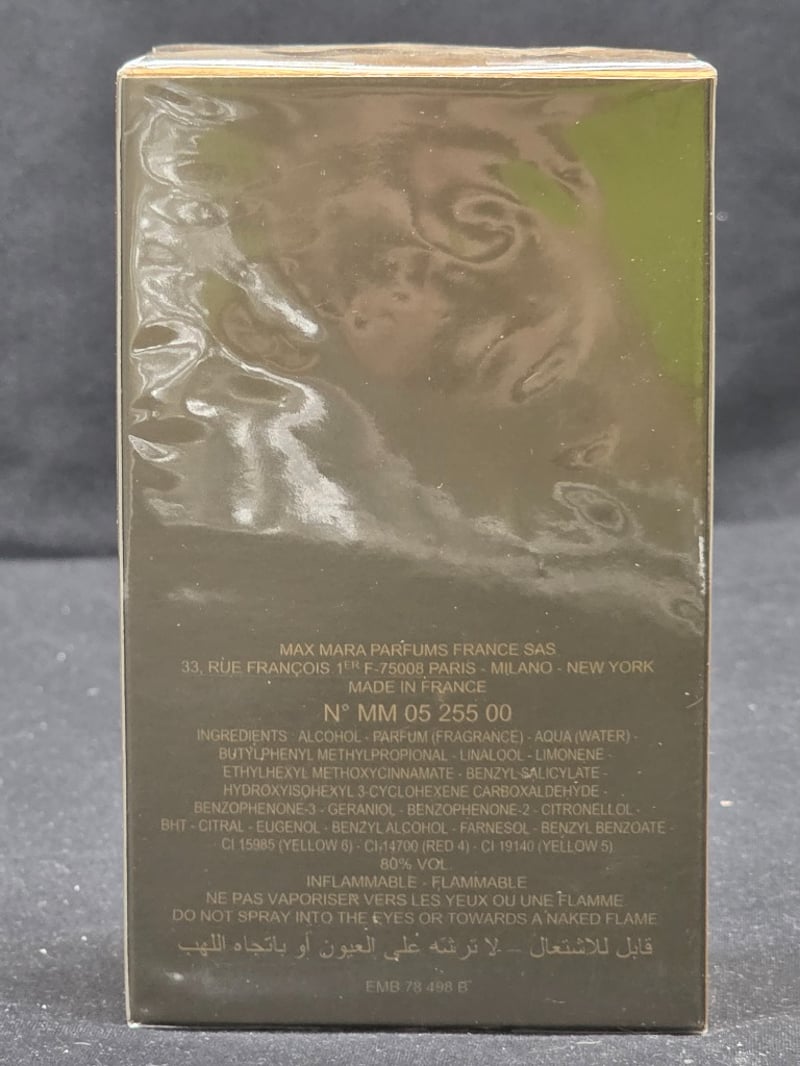 MAX MARA PARFUMS FRANCE SAS
33, RUE FRANÇOIS 1ER F-75008 PARIS - MILANO - NEW YORK
MADE IN FRANCE
N° MM 05 255 00
INGREDIENTS : ALCOHOL - PARFUM (FRAGRANCE) - AQUA (WATER) -
BUTYLPHENYL METHYLPROPIONAL - LINALOOL - LIMONENE -
ETHYLHEXYL METHOXYCINNAMATE - BENZYL SALICYLATE -
HYDROXYISOHEXYL 3-CYCLOHEXENE CARBOXALDEHYDE -
BENZOPHENONE-3 - GERANIOL - BENZOPHENONE-2 - CITRONELLOL -
BHT - CITRAL - EUGENOL - BENZYL ALCOHOL - FARNESOL - BENZYL BENZOATE -
CI 15985 (YELLOW 6) - CI 14700 (RED 4) - CI 19140 (YELLOW 5)
80% VOL.
INFLAMMABLE - FLAMMABLE
NE PAS VAPORISER VERS LES YEUX OU UNE FLAMME
DO NOT SPRAY INTO THE EYES OR TOWARDS A NAKED FLAME
قابل للاشتعال – لا ترشّه على العيون أو باتجاه اللهب
EMB 78 498 B